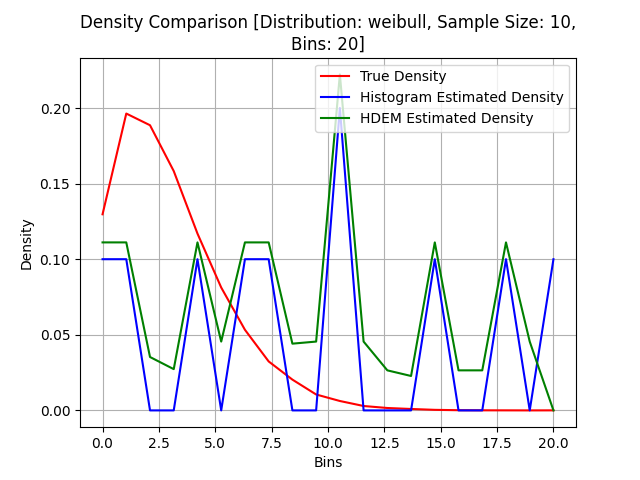 Density Comparison [Distribution: weibull, Sample Size: 10,
Bins: 20]
True Density
Histogram Estimated Density
HDEM Estimated Density
Density
0.20
0.15
0.10
0.05
0.00
0.0 2.5 5.0 7.5 10.0 12.5 15.0 17.5 20.0
Bins